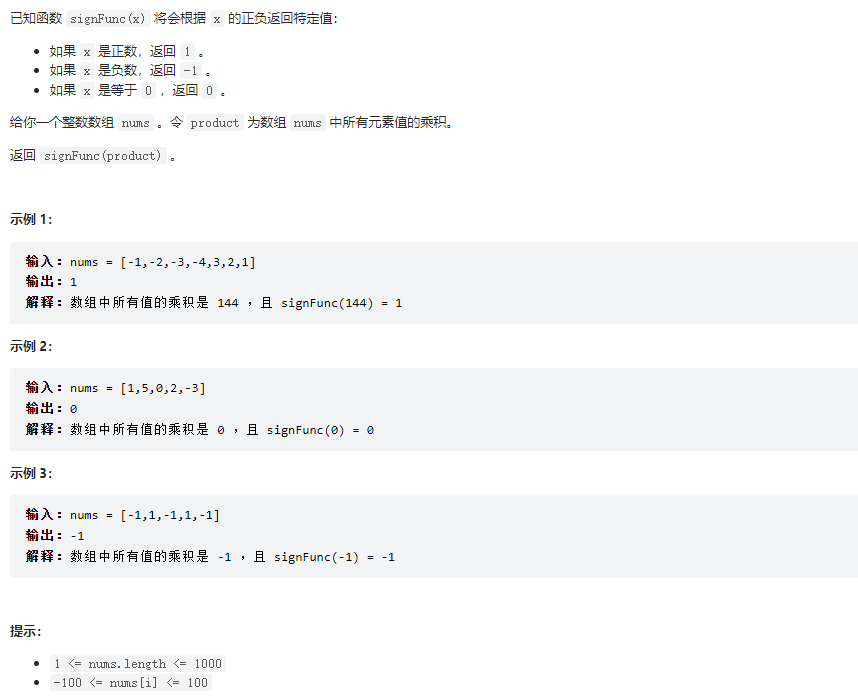 已知函数 signFunc(x) 将会根据 x 的正负返回特定值：
• 如果 x 是正数，返回 1 。
• 如果 x 是负数，返回 -1 。
• 如果 x 是等于 0 ，返回 0 。
给你一个整数数组 nums 。令 product 为数组 nums 中所有元素值的乘积。
返回 signFunc(product) 。
示例 1：
输入：nums = [-1,-2,-3,-4,3,2,1]
输出：1
解释：数组中所有值的乘积是 144 ，且 signFunc(144) = 1
示例 2：
输入：nums = [1,5,0,2,-3]
输出：0
解释：数组中所有值的乘积是 0 ，且 signFunc(0) = 0
示例 3：
输入：nums = [-1,1,-1,1,-1]
输出：-1
解释：数组中所有值的乘积是 -1 ，且 signFunc(-1) = -1
提示：
• 1 <= nums.length <= 1000
• -100 <= nums[i] <= 100